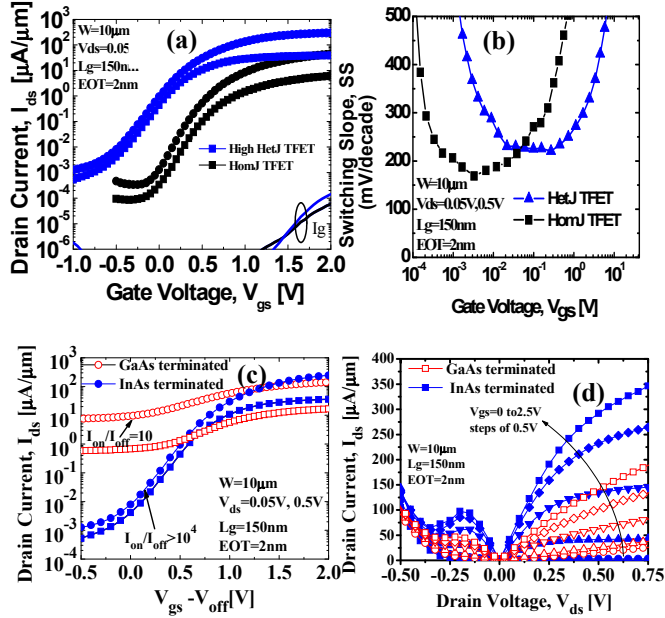 (a)
W=10μm
Vds=0.05
Lg=150n...
EOT=2nm
High HetJ TFET
HomJ TFET
Ig
Drain Current, Ids [μA/μm]
10³
10²
10¹
10⁰
10⁻¹
10⁻²
10⁻³
10⁻⁴
10⁻⁵
10⁻⁶
-1.0 -0.5 0.0 0.5 1.0 1.5 2.0
Gate Voltage, Vgs [V]
(b)
Switching Slope, SS
(mV/decade)
500
400
300
200
100
0
W=10μm
Vds=0.05V,0.5V
Lg=150nm
EOT=2nm
HetJ TFET
HomJ TFET
10⁻⁴ 10⁻³ 10⁻² 10⁻¹ 10⁰ 10¹
Gate Voltage, Vgs [V]
(c)
GaAs terminated
InAs terminated
Ion/Ioff=10
Ion/Ioff>10⁴
W=10μm
Vds=0.05V, 0.5V
Lg=150nm
EOT=2nm
Drain Current, Ids [μA/μm]
10³
10²
10¹
10⁰
10⁻¹
10⁻²
10⁻³
10⁻⁴
0.0 0.5 1.0 1.5 2.0
Vgs -Voff[V]
(d)
GaAs terminated
InAs terminated
Vgs=0 to2.5V
steps of 0.5V
W=10μm
Lg=150nm
EOT=2nm
Drain Current, Ids [μA/μm]
400
350
300
250
200
150
100
50
0
-0.50 -0.25 0.00 0.25 0.50 0.75
Drain Voltage, Vds [V]